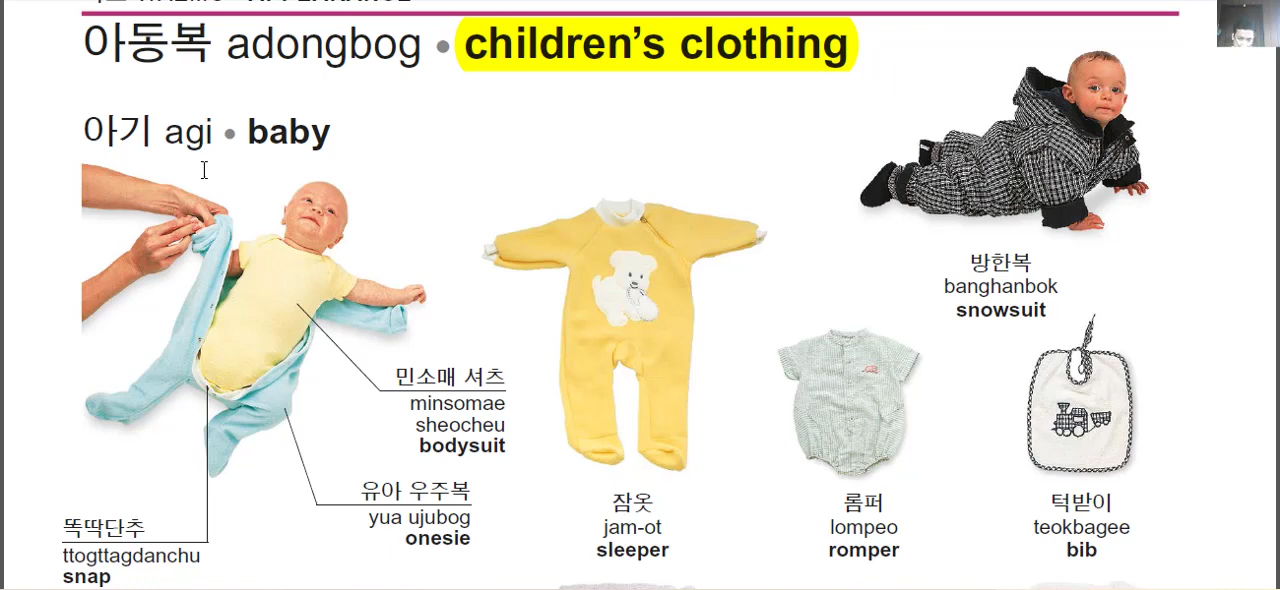 아동복 adongbog • children's clothing
아기 agi • baby
방한복
banghanbok
snowsuit
민소매 셔츠
minsomae
sheocheu
bodysuit
유아 우주복
yua ujubog
onesie
똑딱단추
ttogttagdanchu
snap
잠옷
jam-ot
sleeper
롬퍼
lompeo
romper
턱받이
teokbagee
bib